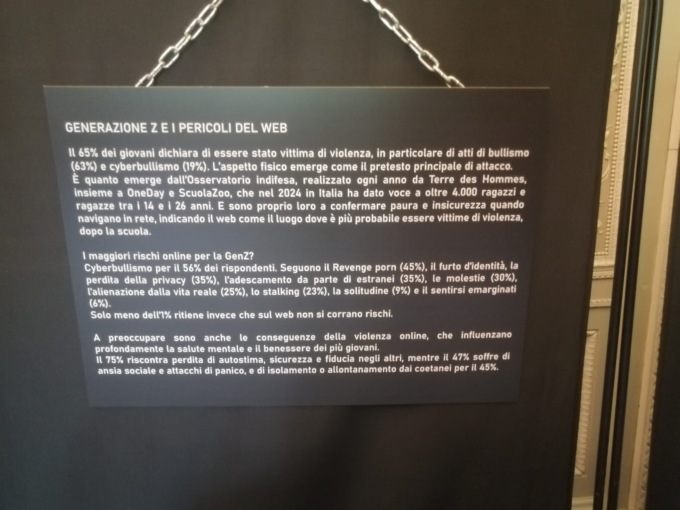 GENERAZIONE Z E I PERICOLI DEL WEB
Il 65% dei giovani dichiara di essere stato vittima di violenza, in particolare di atti di bullismo
(63%) e cyberbullismo (19%). L'aspetto fisico emerge come il pretesto principale di attacco.
È quanto emerge dall'Osservatorio indifesa, realizzato ogni anno da Terre des Hommes,
insieme a OneDay e ScuolaZoo, che nel 2024 in Italia ha dato voce a oltre 4.000 ragazzi e
ragazze tra i 14 e i 26 anni. E sono proprio loro a confermare paura e insicurezza quando
navigano in rete, indicando il web come il luogo dove è più probabile essere vittime di violenza,
dopo la scuola.
I maggiori rischi online per la GenZ?
Cyberbullismo per il 56% dei rispondenti. Seguono il Revenge porn (45%), il furto d'identità, la
perdita della privacy (35%), l'adescamento da parte di estranei (35%), le molestie (30%),
l'alienazione dalla vita reale (25%), lo stalking (23%), la solitudine (9%) e il sentirsi emarginati
(6%).
Solo meno dell'1% ritiene invece che sul web non si corrano rischi.
A preoccupare sono anche le conseguenze della violenza online, che influenzano
profondamente la salute mentale e il benessere dei più giovani.
Il 75% riscontra perdita di autostima, sicurezza e fiducia negli altri, mentre il 47% soffre di
ansia sociale e attacchi di panico, e di isolamento o allontanamento dai coetanei per il 45%.